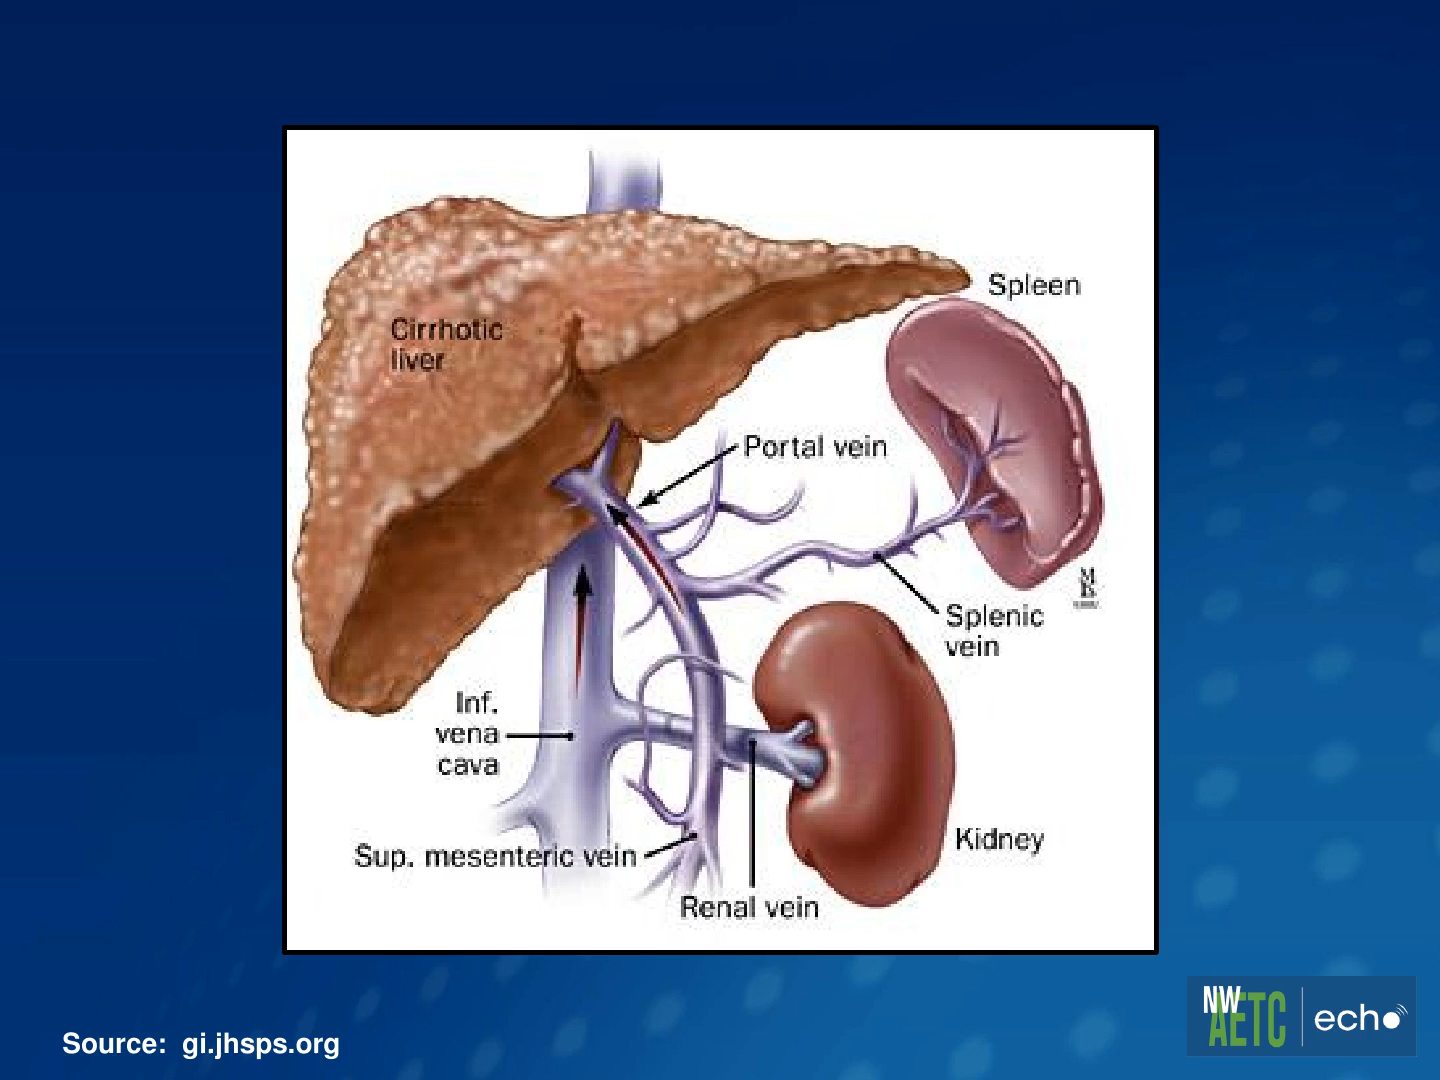 Spleen
Cirrhotic
liver
Portal vein
Splenic
vein
Inf.
vena
cava
Kidney
Sup. mesenteric vein
Renal vein
Source: gi.jhsps.org
NW
AETC
echo